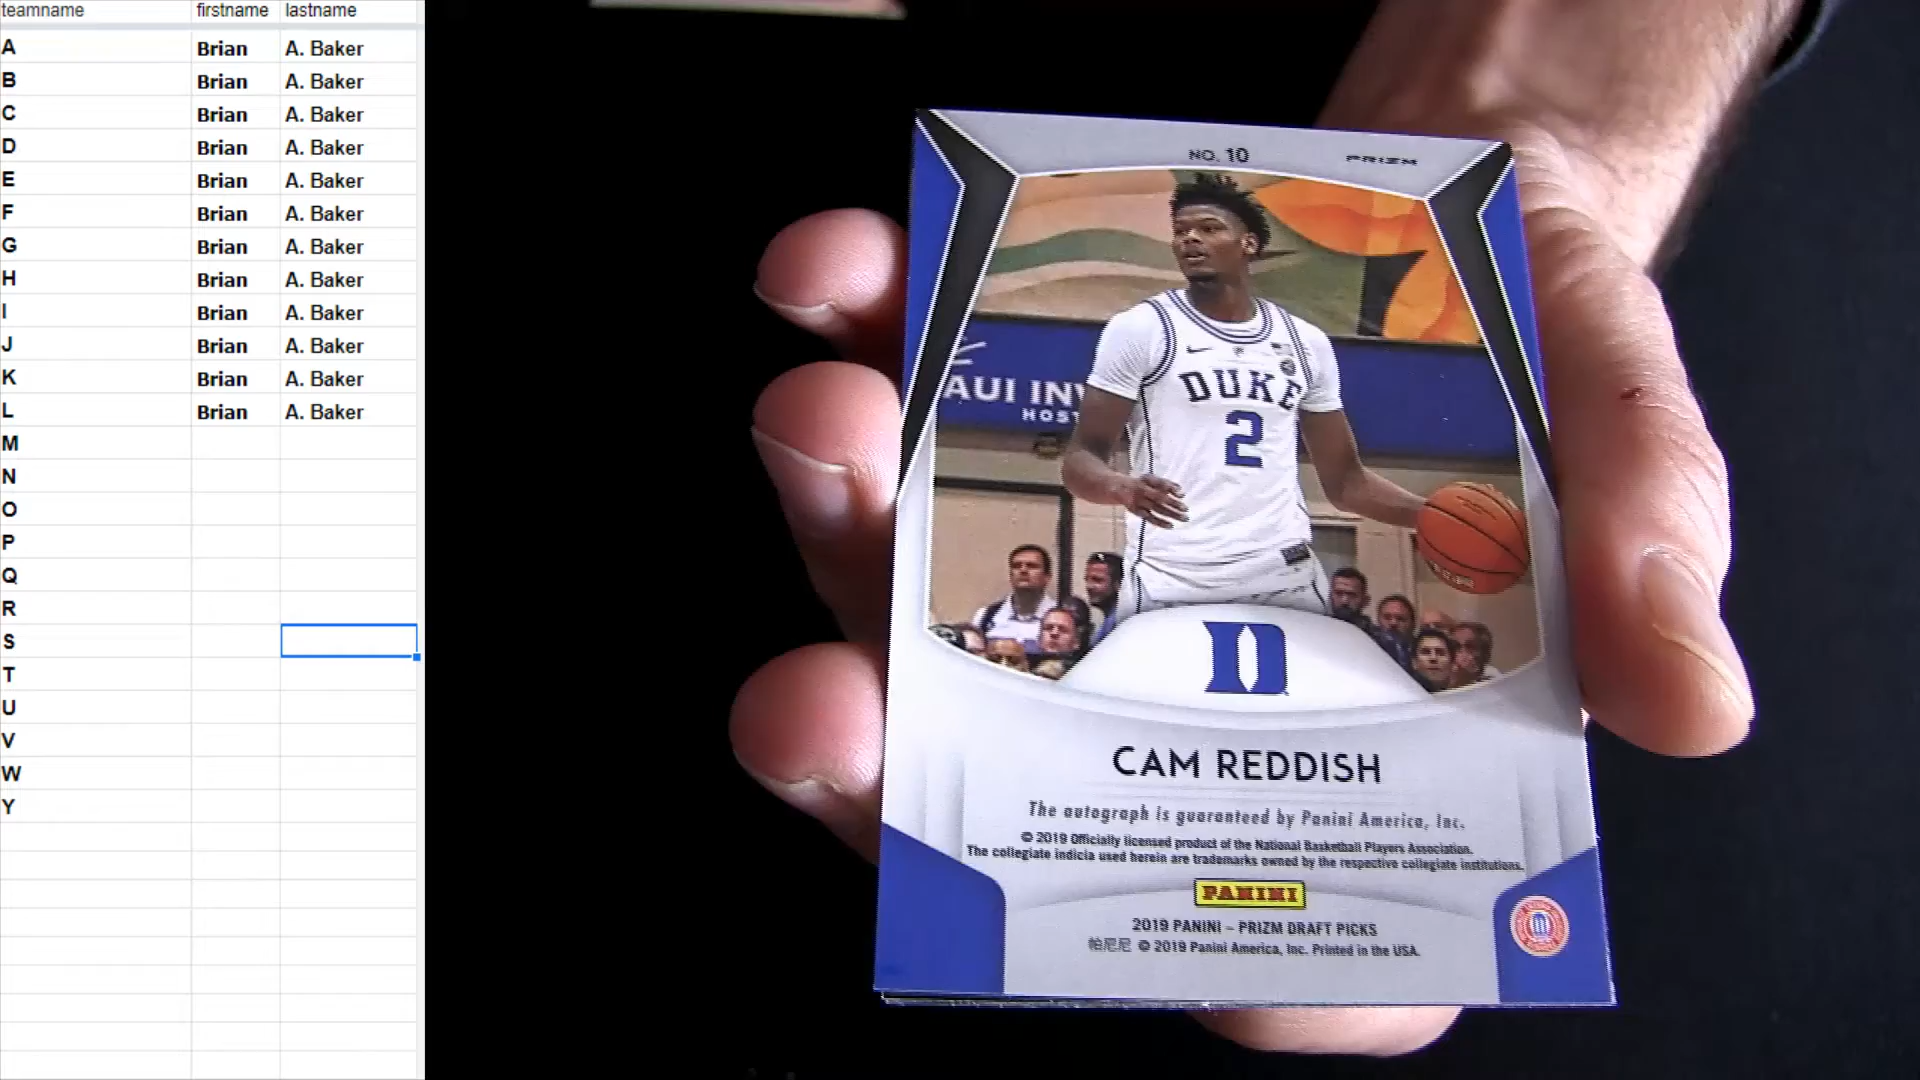 teamname firstname lastname
A Brian A. Baker
B Brian A. Baker
C Brian A. Baker
D Brian A. Baker
E Brian A. Baker
F Brian A. Baker
G Brian A. Baker
H Brian A. Baker
I Brian A. Baker
J Brian A. Baker
K Brian A. Baker
L Brian A. Baker
M
N
O
P
Q
R
S
T
U
V
W
Y
NO. 10 PRIZM
AUI INV
HOST
DUKE
2
D
CAM REDDISH
The autograph is guaranteed by Panini America, Inc.
© 2019 Officially licensed product of the National Basketball Players Association.
The collegiate indicia used herein are trademarks owned by the respective collegiate institutions.
PANINI
2019 PANINI – PRIZM DRAFT PICKS
帕尼尼 © 2019 Panini America, Inc. Printed in the USA.